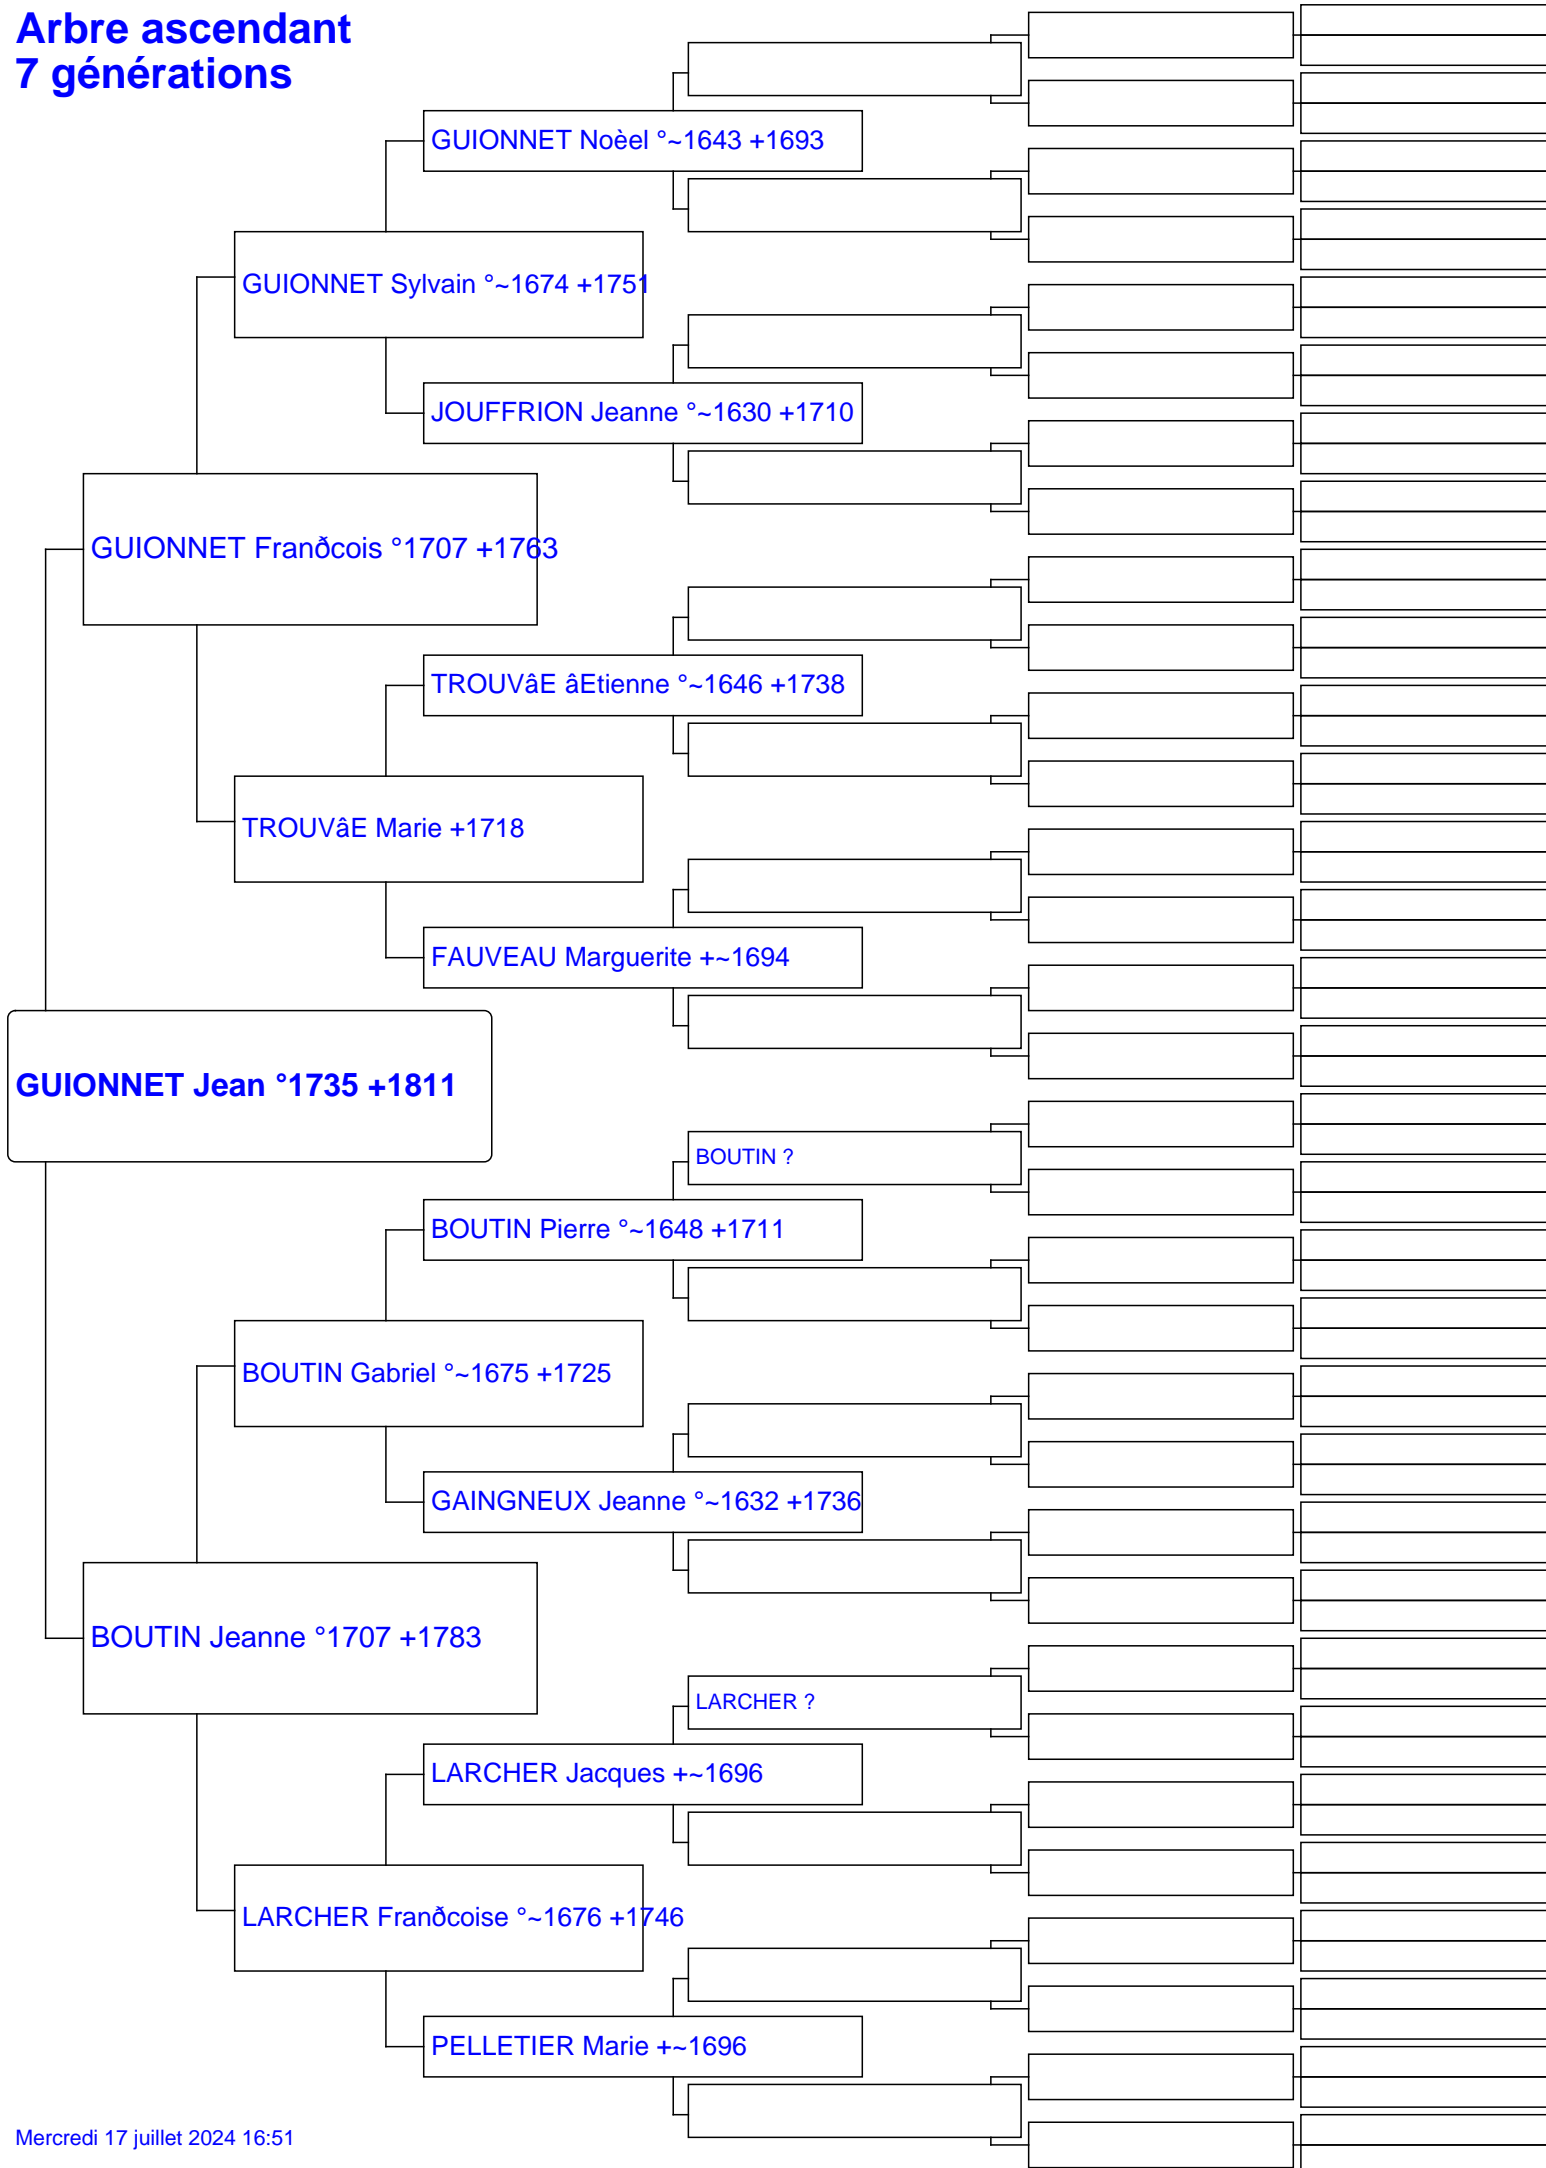 Arbre ascendant
7 générations
GUIONNET Noèel °~1643 +1693
GUIONNET Sylvain °~1674 +1751
JOUFFRION Jeanne °~1630 +1710
GUIONNET Franðcois °1707 +1763
TROUVâE âEtienne °~1646 +1738
TROUVâE Marie +1718
FAUVEAU Marguerite +~1694
GUIONNET Jean °1735 +1811
BOUTIN ?
BOUTIN Pierre °~1648 +1711
BOUTIN Gabriel °~1675 +1725
GAINGNEUX Jeanne °~1632 +1736
BOUTIN Jeanne °1707 +1783
LARCHER ?
LARCHER Jacques +~1696
LARCHER Franðcoise °~1676 +1746
PELLETIER Marie +~1696
Mercredi 17 juillet 2024 16:51